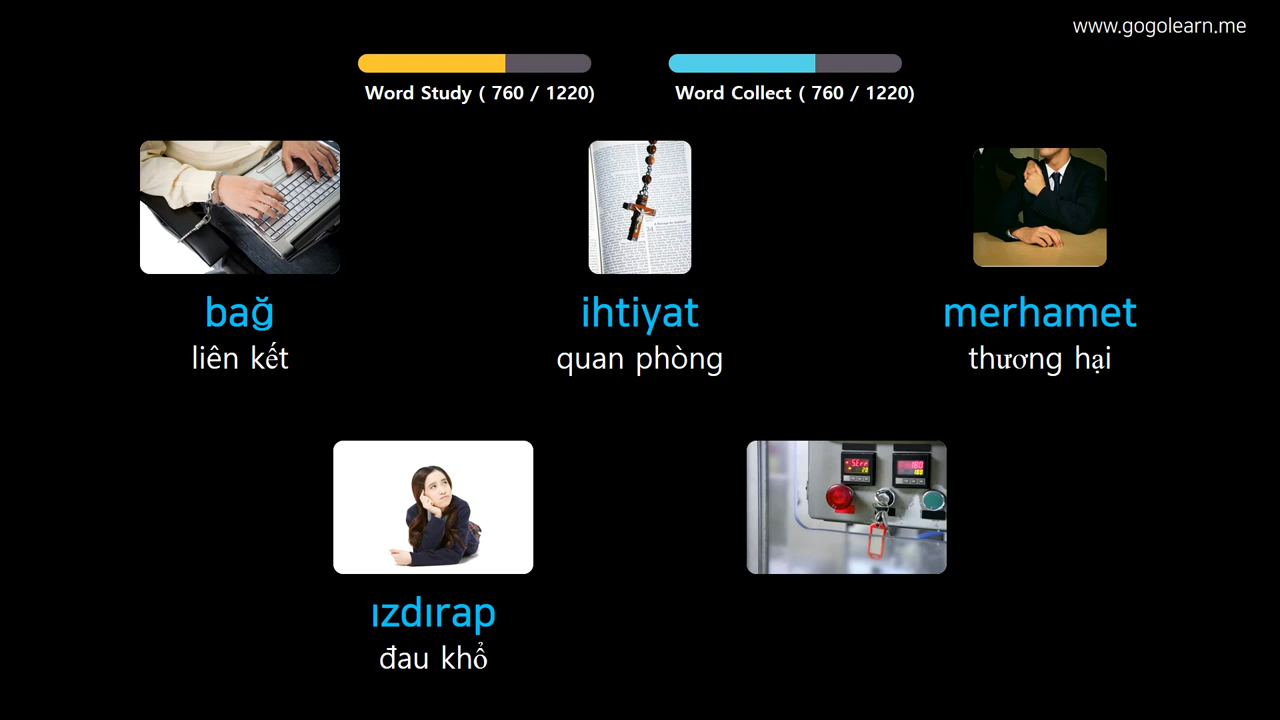 www.gogolearn.me
Word Study ( 760 / 1220)
Word Collect ( 760 / 1220)
bağ
liên kết
ihtiyat
quan phòng
merhamet
thương hại
ızdırap
đau khổ